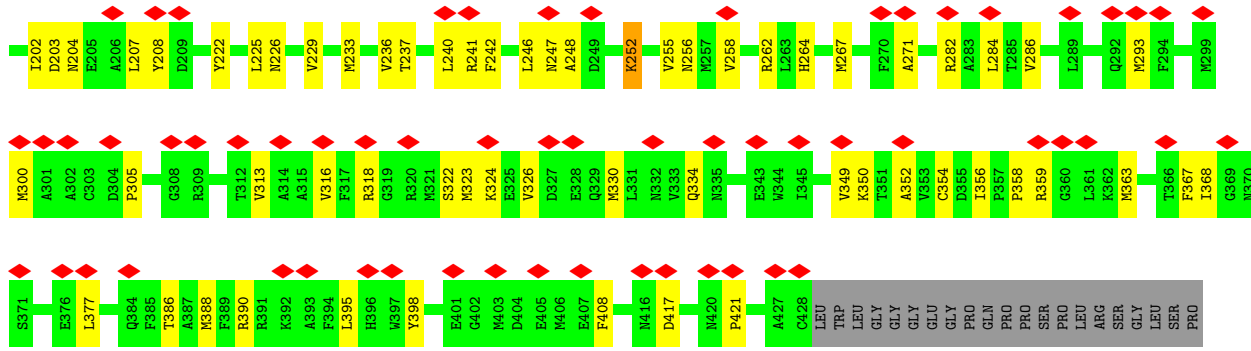 I202 D203 N204 E205 A206 L207 Y208 D209 Y222 L225 N226 V229 M233 V236 T237 L240 R241 F242 L246 N247 A248 D249 K252 V255 N256 M257 V258 R262 L263 H264 M267 F270 A271 R282 A283 L284 T285 V286 L289 Q292 M293 F294 M299
M300 A301 A302 C303 D304 P305 G308 R309 T312 V313 A314 A315 V316 F317 R318 G319 R320 M321 S322 M323 K324 E325 V326 D327 E328 Q329 M330 L331 N332 V333 Q334 N335 E343 W344 I345 V349 K350 T351 A352 V353 C354 D355 I356 P357 P358 R359 G360 L361 K362 M363 T366 F367 I368 G369 N370
S371 E376 L377 Q384 F385 T386 A387 M388 F389 R390 R391 K392 A393 F394 L395 H396 W397 Y398 E401 G402 M403 D404 E405 M406 E407 F408 N416 D417 N420 P421 A427 C428 LEU TRP LEU GLY GLY GLY GLU GLY PRO PRO GLN PRO PRO SER PRO LEU ARG SER GLY LEU SER PRO